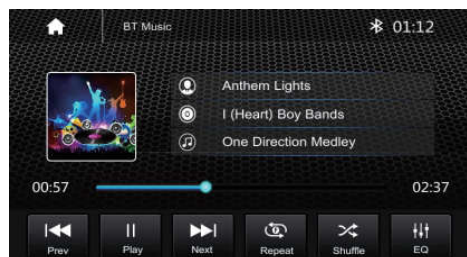 BT Music
01:12
Anthem Lights
I (Heart) Boy Bands
One Direction Medley
00:57
02:37
Prev
Play
Next
Repeat
Shuffle
EQ